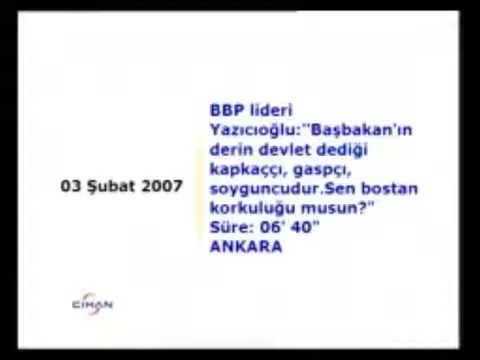 03 Şubat 2007
BBP lideri
Yazıcıoğlu:"Başbakan'ın
derin devlet dediği
kapkaççı, gaspçı,
soyguncudur.Sen bostan
korkuluğu musun?"
Süre: 06' 40"
ANKARA
CİHAN